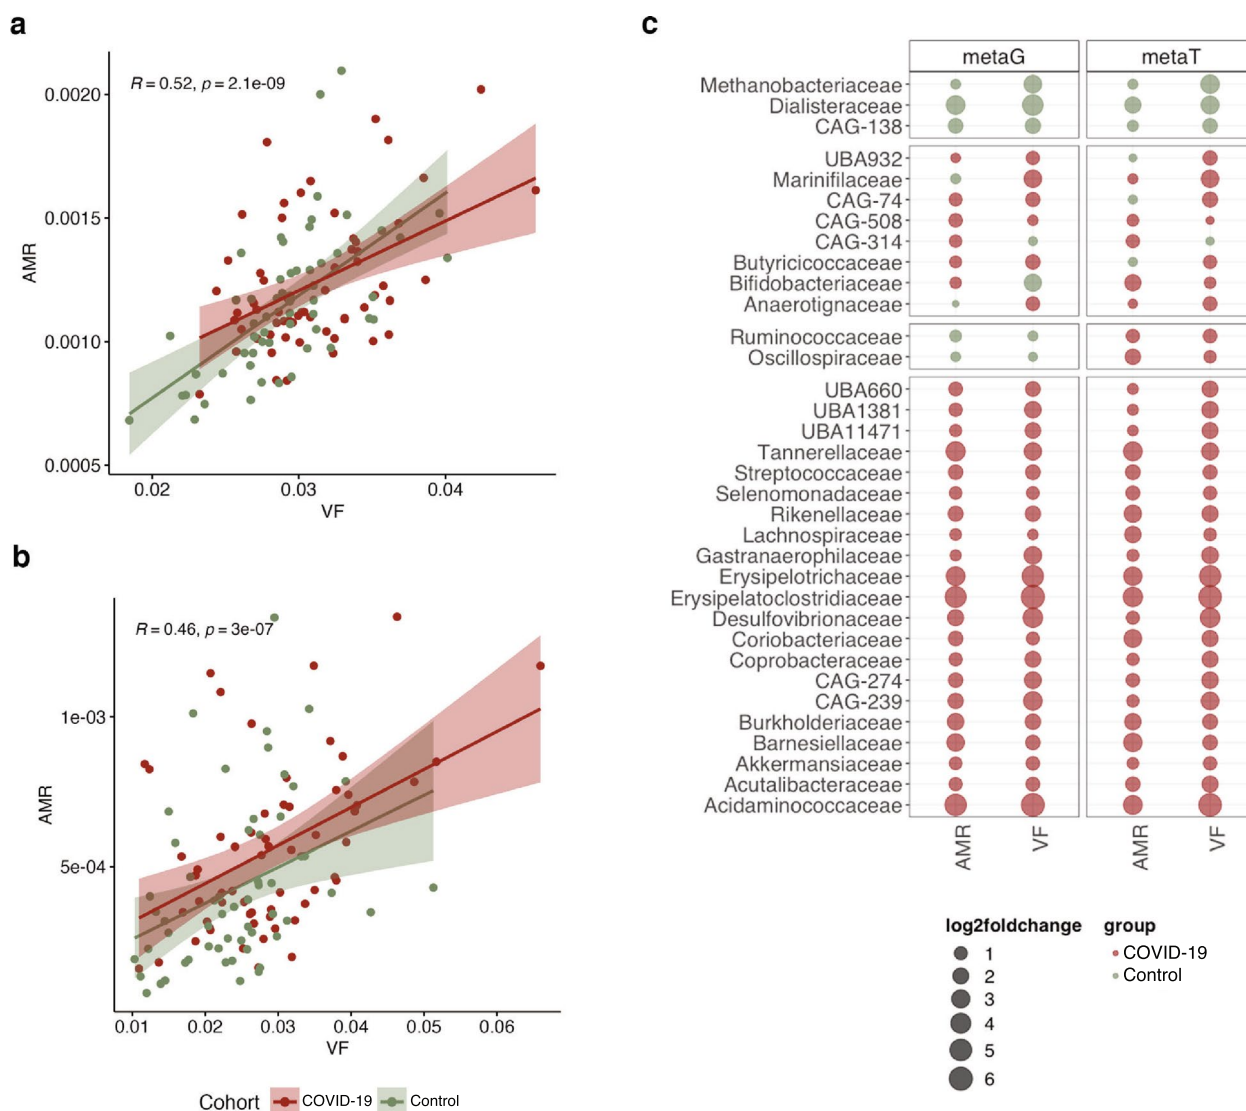 a
R = 0.52, p = 2.1e-09
0.0020
0.0015
0.0010
0.0005
AMR
0.02 0.03 0.04
VF
b
R = 0.46, p = 3e-07
1e-03
5e-04
AMR
0.01 0.02 0.03 0.04 0.05 0.06
VF
Cohort COVID-19 Control
c
metaG metaT
Methanobacteriaceae
Dialisteraceae
CAG-138
UBA932
Marinifilaceae
CAG-74
CAG-508
CAG-314
Butyricicoccaceae
Bifidobacteriaceae
Anaerotignaceae
Ruminococcaceae
Oscillospiraceae
UBA660
UBA1381
UBA11471
Tannerellaceae
Streptococcaceae
Selenomonadaceae
Rikenellaceae
Lachnospiraceae
Gastranaerophilaceae
Erysipelotrichaceae
Erysipelatoclostridiaceae
Desulfovibrionaceae
Coriobacteriaceae
Coprobacteraceae
CAG-274
CAG-239
Burkholderiaceae
Barnesiellaceae
Akkermansiaceae
Acutalibacteraceae
Acidaminococcaceae
AMR VF AMR VF
log2foldchange
1
2
3
4
5
6
group
COVID-19
Control